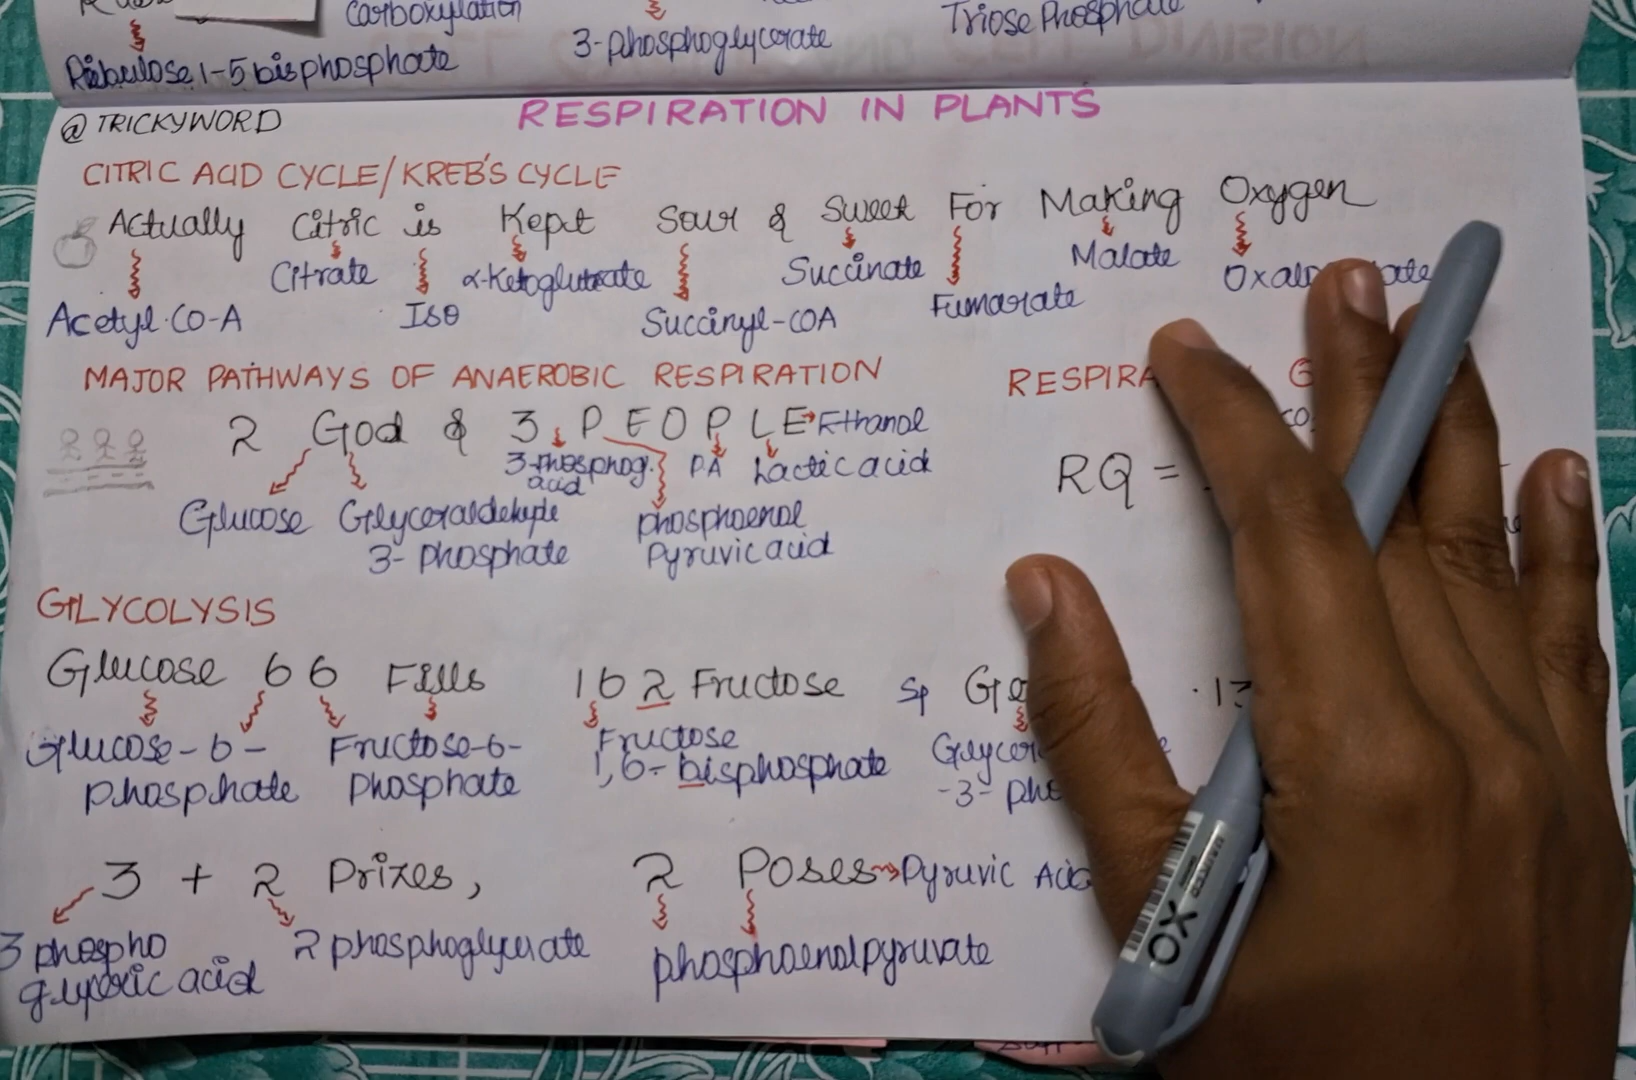 Carboxylation
Triose Phosphate
3-phosphoglycerate
Ribulose 1-5 bisphosphate
@TRICKYWORD
RESPIRATION IN PLANTS
CITRIC ACID CYCLE/KREB'S CYCLE
Actually Citric is Kept Sour & Sweet For Making Oxygen
Citrate α-Ketogluterate Succinate Malate
Acetyl-CO-A Iso Succinyl-COA Fumarate
MAJOR PATHWAYS OF ANAEROBIC RESPIRATION
2 God & 3 P E O P L E Ethanol
3-Phosphog. acid PA Lactic acid
Glucose Glyceraldehyde 3-phosphate phosphoenol Pyruvic acid
RQ =
GLYCOLYSIS
Glucose 6 6 Fills 16 2 Fructose
Glucose-6-phosphate Fructose-6-Phosphate Fructose 1,6-bisphosphate
-3-
3 + 2 Prizes, 2 Poses Pyruvic
3 phospho glyceric acid 2 phosphoglycerate phosphoenolpyruvate
OX